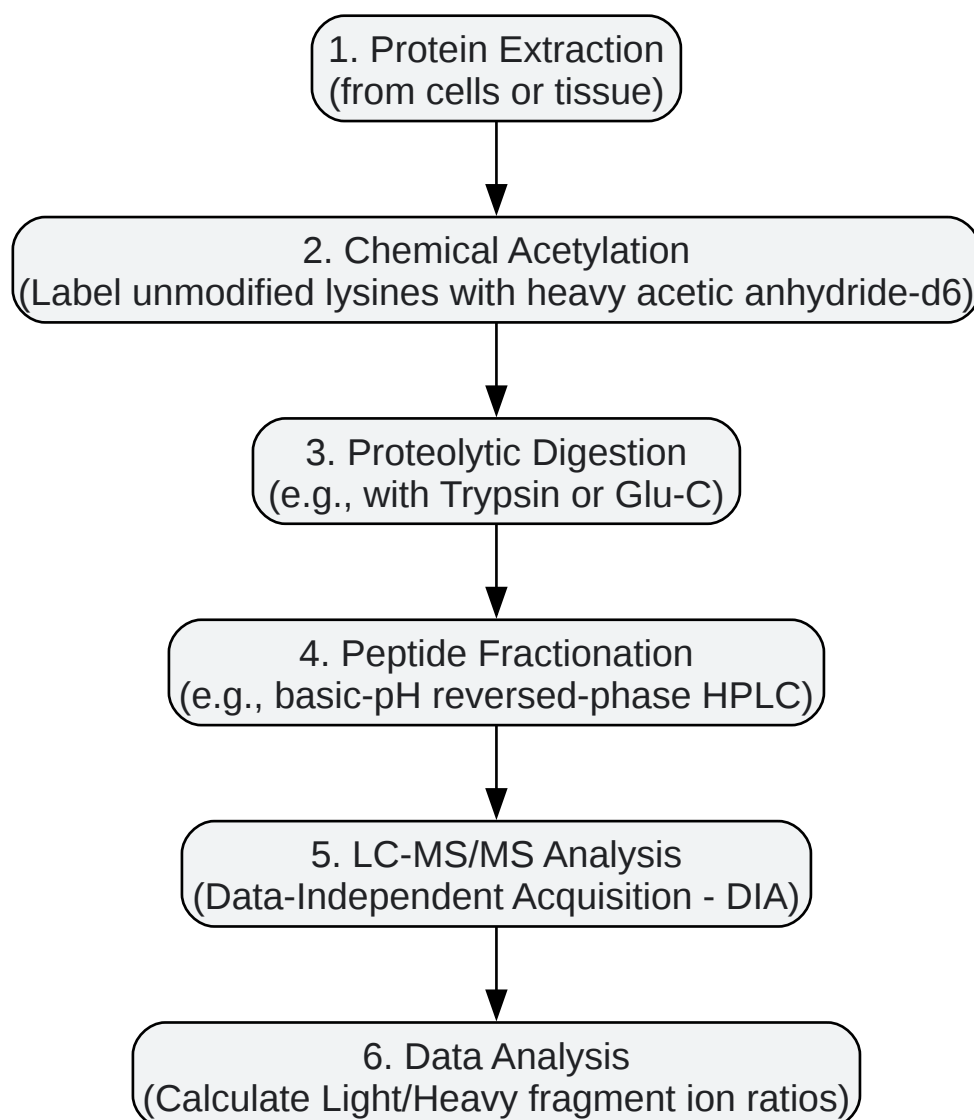 1. Protein Extraction
(from cells or tissue)
2. Chemical Acetylation
(Label unmodified lysines with heavy acetic anhydride-d6)
3. Proteolytic Digestion
(e.g., with Trypsin or Glu-C)
4. Peptide Fractionation
(e.g., basic-pH reversed-phase HPLC)
5. LC-MS/MS Analysis
(Data-Independent Acquisition - DIA)
6. Data Analysis
(Calculate Light/Heavy fragment ion ratios)